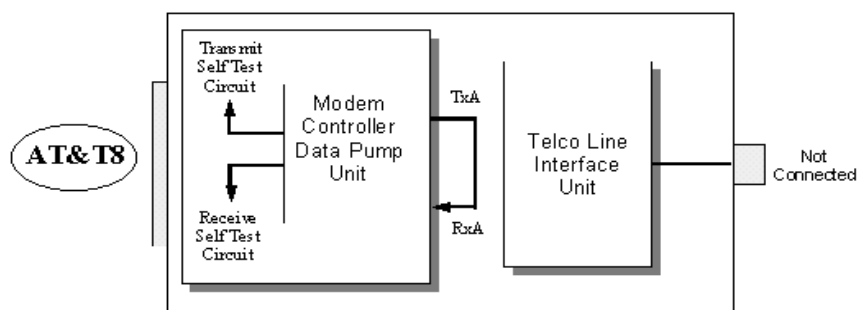 AT&T8
Transmit
Self Test
Circuit
Receive
Self Test
Circuit
Modem
Controller
Data Pump
Unit
TxA
RxA
Telco Line
Interface
Unit
Not
Connected